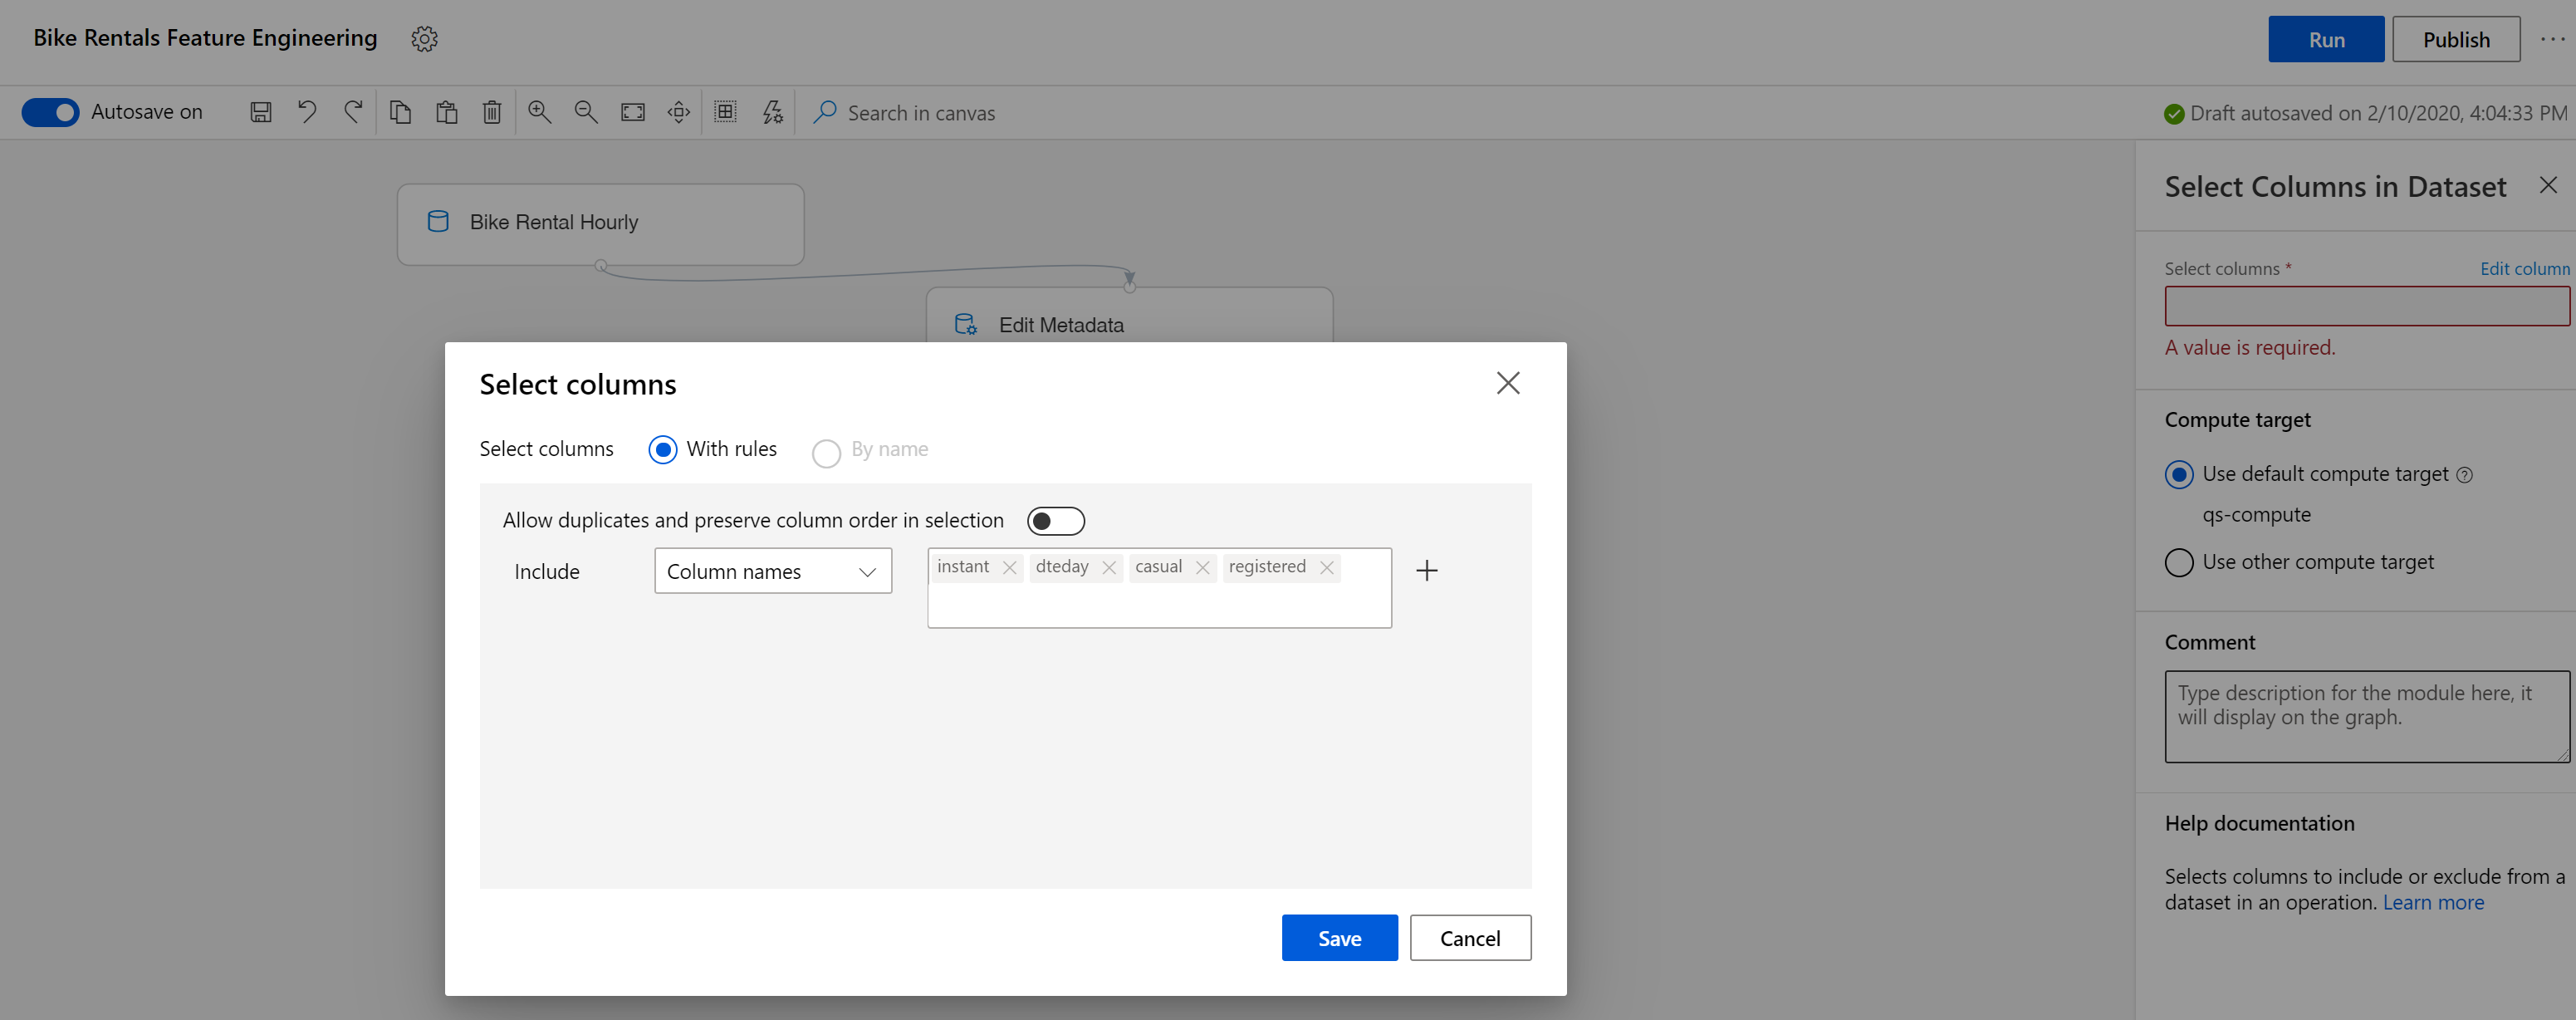 Bike Rentals Feature Engineering
Run
Publish
Autosave on
Search in canvas
Draft autosaved on 2/10/2020, 4:04:33 PM
Bike Rental Hourly
Edit Metadata
Select columns
Select columns
With rules
By name
Allow duplicates and preserve column order in selection
Include
Column names
instant
dteday
casual
registered
Save
Cancel
Select Columns in Dataset
Select columns *
Edit column
A value is required.
Compute target
Use default compute target
qs-compute
Use other compute target
Comment
Type description for the module here, it
will display on the graph.
Help documentation
Selects columns to include or exclude from a
dataset in an operation. Learn more